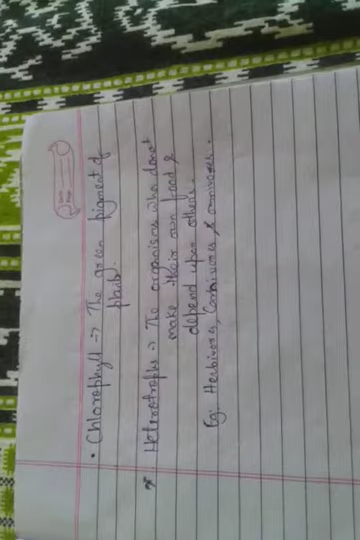 • Chlorophyll → The green pigment of
plants.
Heterotrophs → The organisms who donot
make their own food &
depend upon others.
Eg: Herbivores, Carnivores & omnivores.